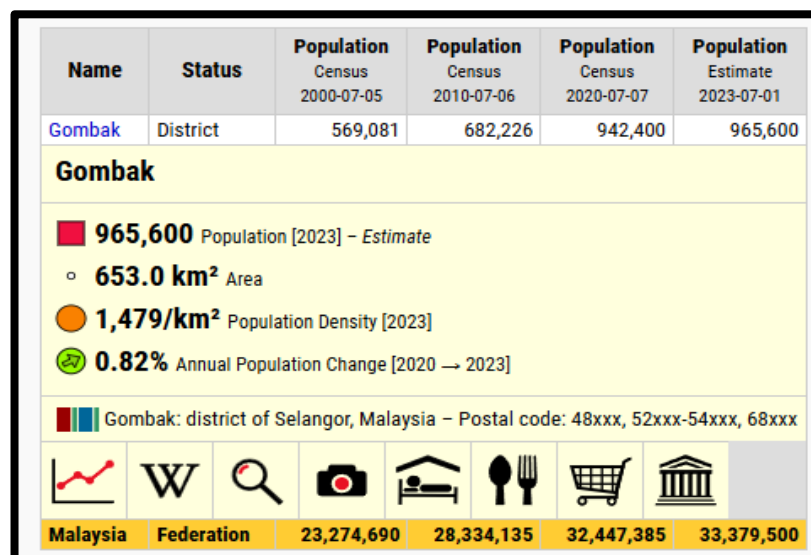 Name Status Population Population Population Population
Census Census Census Estimate
2000-07-05 2010-07-06 2020-07-07 2023-07-01
Gombak District 569,081 682,226 942,400 965,600
Gombak
965,600 Population [2023] – Estimate
653.0 km² Area
1,479/km² Population Density [2023]
0.82% Annual Population Change [2020 → 2023]
Gombak: district of Selangor, Malaysia – Postal code: 48xxx, 52xxx-54xxx, 68xxx
W
Malaysia Federation 23,274,690 28,334,135 32,447,385 33,379,500